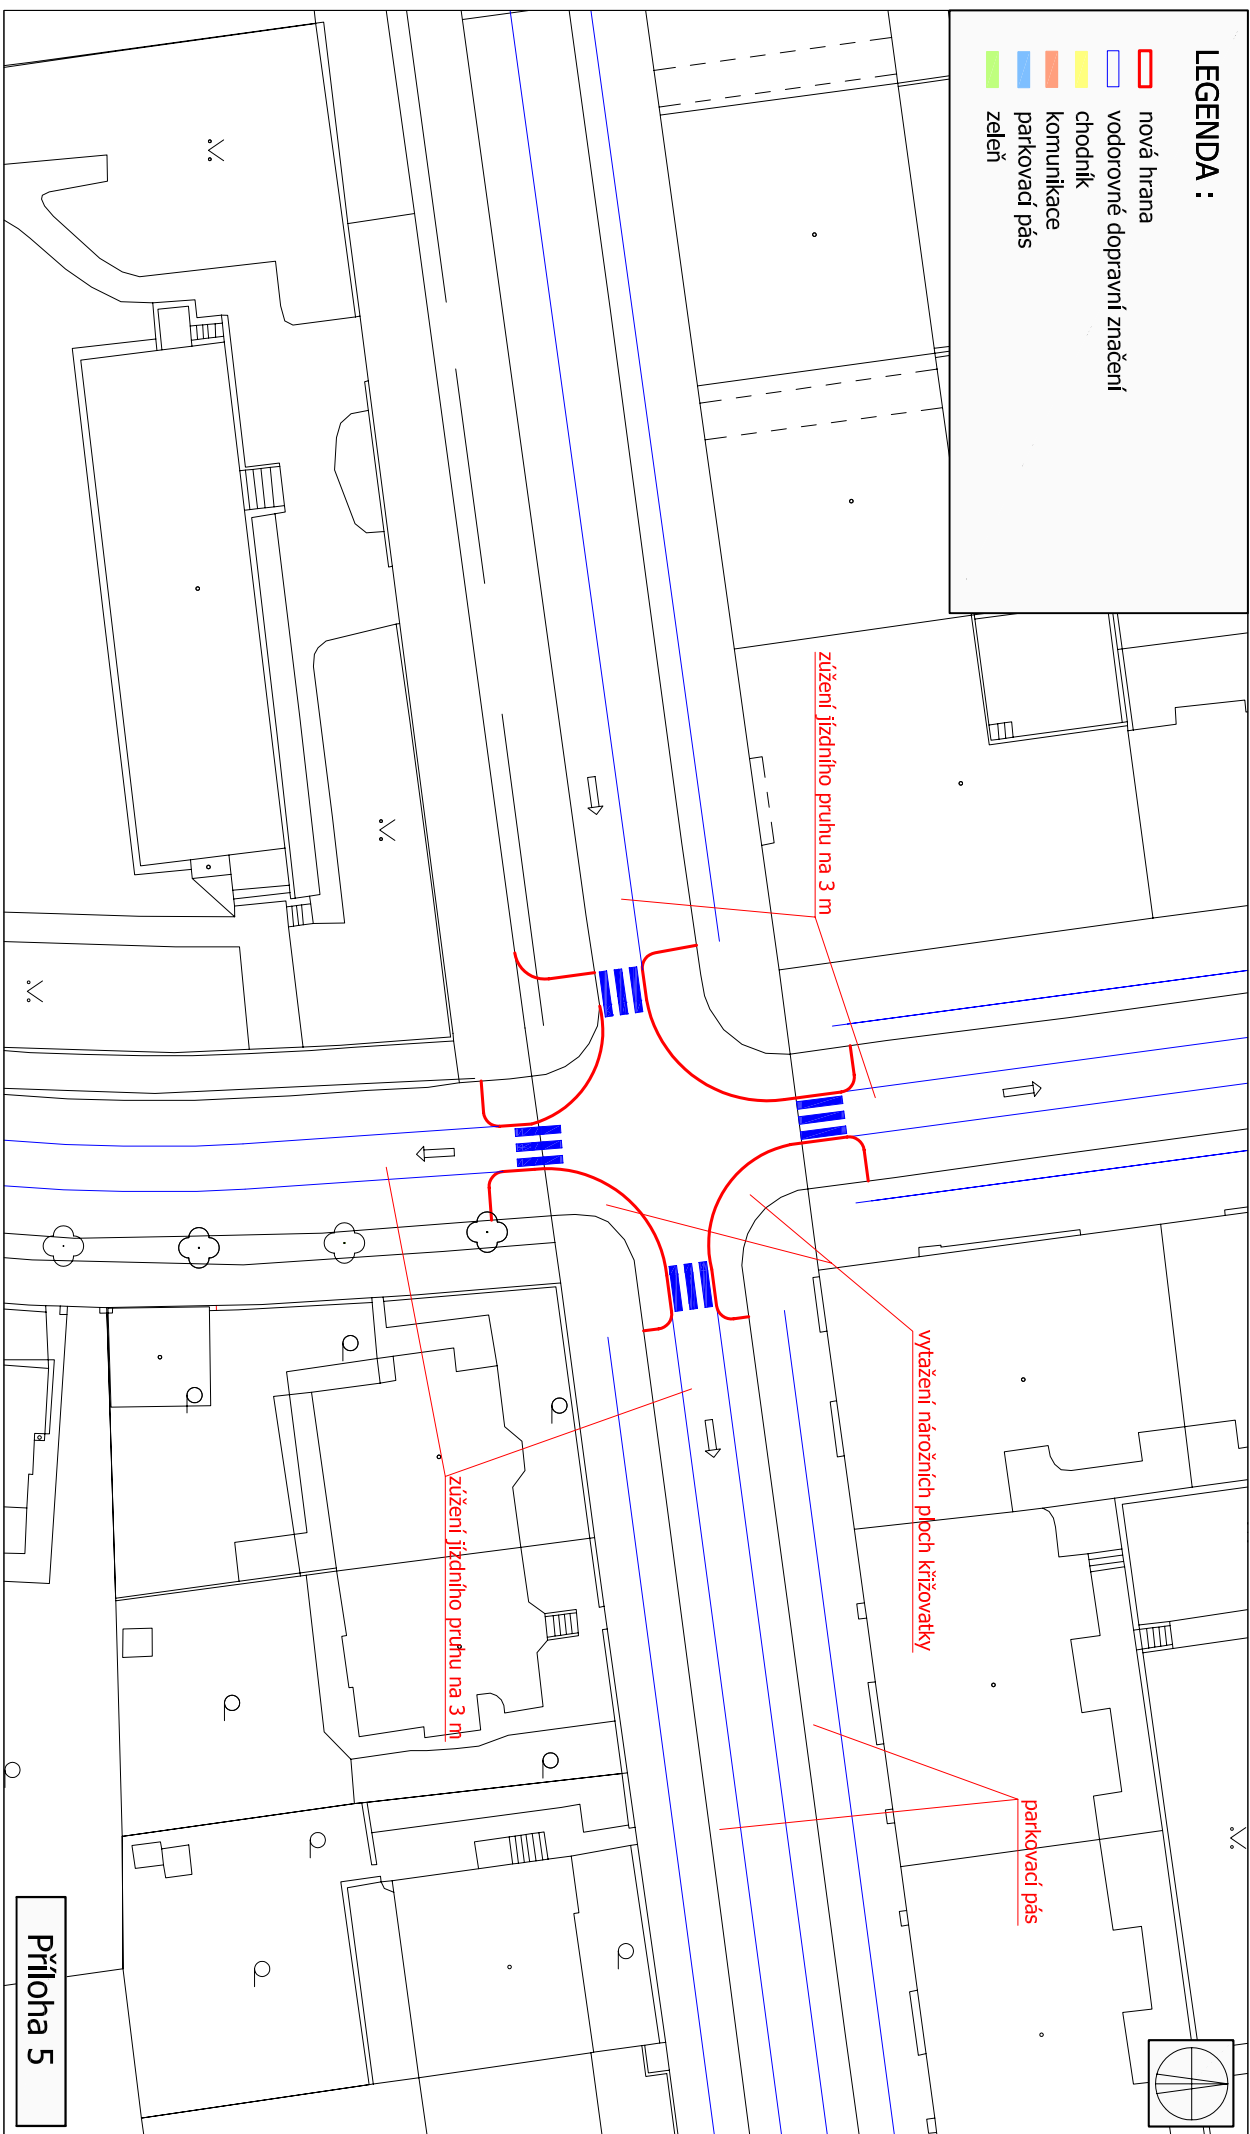 LEGENDA :
nová hrana
vodorovné dopravní značení
chodník
komunikace
parkovací pás
zeleň
zúžení jízdního pruhu na 3 m
vytažení nárožních ploch křižovatky
zúžení jízdního pruhu na 3 m
parkovací pás
Příloha 5